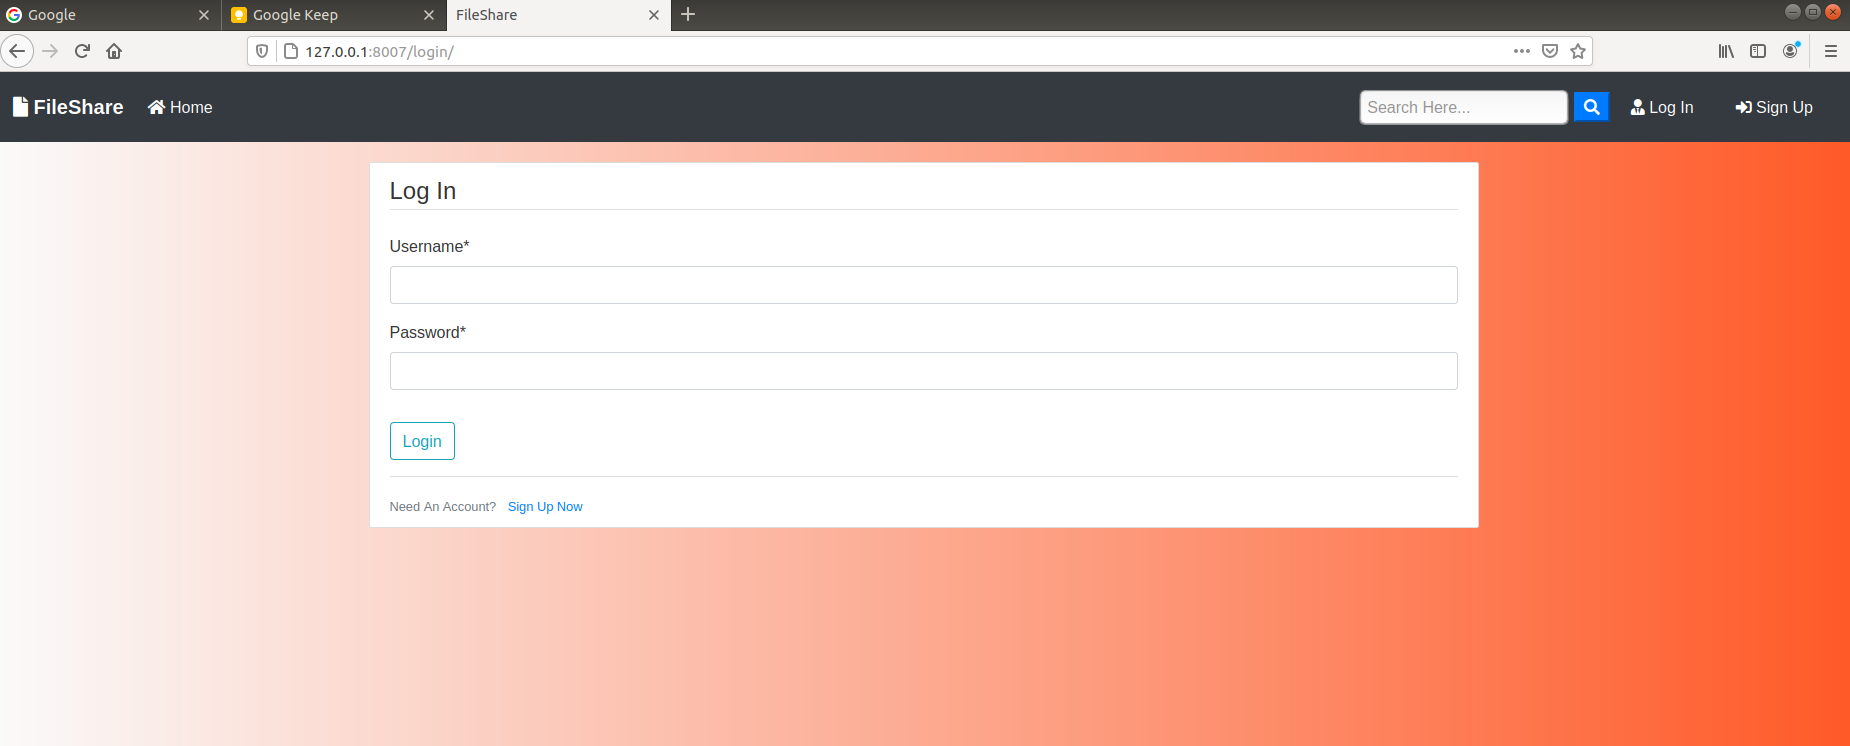 Google
Google Keep
FileShare
127.0.0.1:8007/login/
FileShare
Home
Search Here...
Log In
Sign Up
Log In
Username*
Password*
Login
Need An Account? Sign Up Now